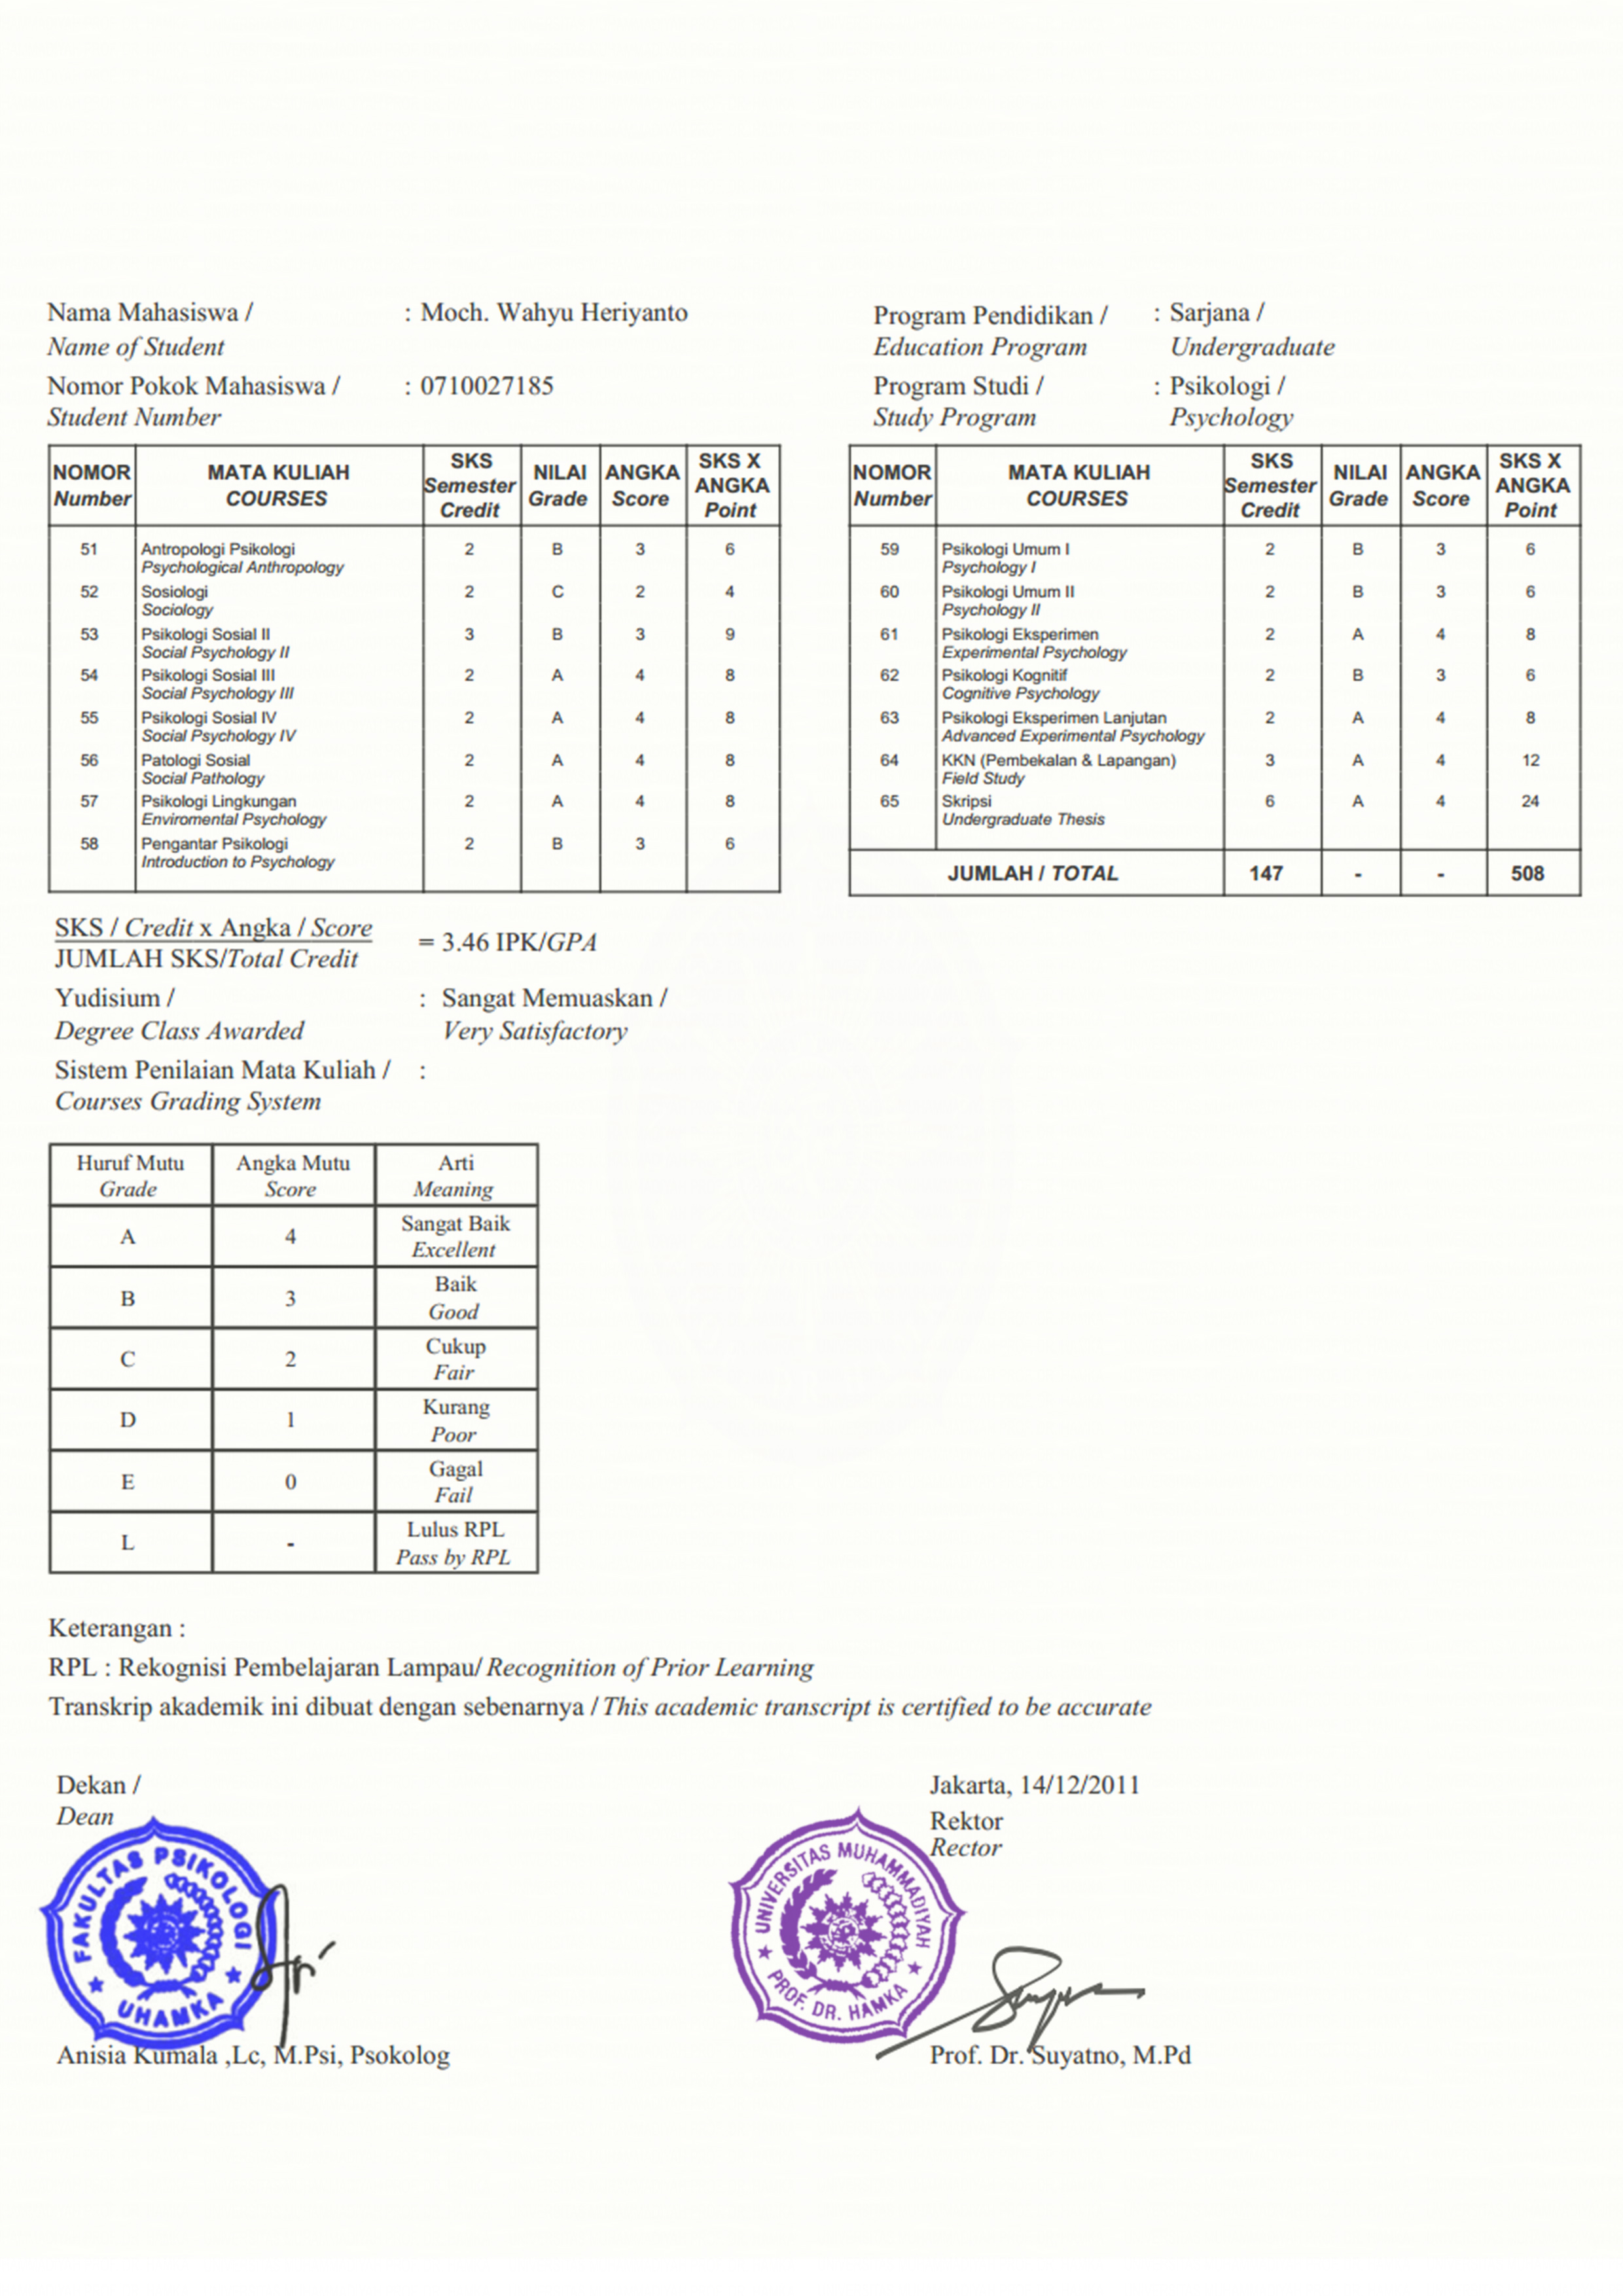 Nama Mahasiswa / : Moch. Wahyu Heriyanto
Name of Student
Nomor Pokok Mahasiswa / : 0710027185
Student Number
Program Pendidikan / : Sarjana /
Education Program Undergraduate
Program Studi / : Psikologi /
Study Program Psychology
NOMOR Number MATA KULIAH COURSES SKS Semester Credit NILAI Grade ANGKA Score SKS X ANGKA Point
51 Antropologi Psikologi 2 B 3 6
Psychological Anthropology
52 Sosiologi 2 C 2 4
Sociology
53 Psikologi Sosial II 3 B 3 9
Social Psychology II
54 Psikologi Sosial III 2 A 4 8
Social Psychology III
55 Psikologi Sosial IV 2 A 4 8
Social Psychology IV
56 Patologi Sosial 2 A 4 8
Social Pathology
57 Psikologi Lingkungan 2 A 4 8
Enviromental Psychology
58 Pengantar Psikologi 2 B 3 6
Introduction to Psychology
NOMOR Number MATA KULIAH COURSES SKS Semester Credit NILAI Grade ANGKA Score SKS X ANGKA Point
59 Psikologi Umum I 2 B 3 6
Psychology I
60 Psikologi Umum II 2 B 3 6
Psychology II
61 Psikologi Eksperimen 2 A 4 8
Experimental Psychology
62 Psikologi Kognitif 2 B 3 6
Cognitive Psychology
63 Psikologi Eksperimen Lanjutan 2 A 4 8
Advanced Experimental Psychology
64 KKN (Pembekalan & Lapangan) 3 A 4 12
Field Study
65 Skripsi 6 A 4 24
Undergraduate Thesis
JUMLAH / TOTAL 147 - - 508
SKS / Credit x Angka / Score
JUMLAH SKS/Total Credit
= 3.46 IPK/GPA
Yudisium / : Sangat Memuaskan /
Degree Class Awarded Very Satisfactory
Sistem Penilaian Mata Kuliah / :
Courses Grading System
Huruf Mutu Angka Mutu Arti
Grade Score Meaning
A 4 Sangat Baik
Excellent
B 3 Baik
Good
C 2 Cukup
Fair
D 1 Kurang
Poor
E 0 Gagal
Fail
L - Lulus RPL
Pass by RPL
Keterangan :
RPL : Rekognisi Pembelajaran Lampau/ Recognition of Prior Learning
Transkrip akademik ini dibuat dengan sebenarnya / This academic transcript is certified to be accurate
Dekan /
Dean
FAKULTAS PSIKOLOGI
UHAMKA
Anisia Kumala ,Lc, M.Psi, Psokolog
Jakarta, 14/12/2011
Rektor
Rector
UNIVERSITAS MUHAMMADIYAH
PROF. DR. HAMKA
Prof. Dr. Suyatno, M.Pd